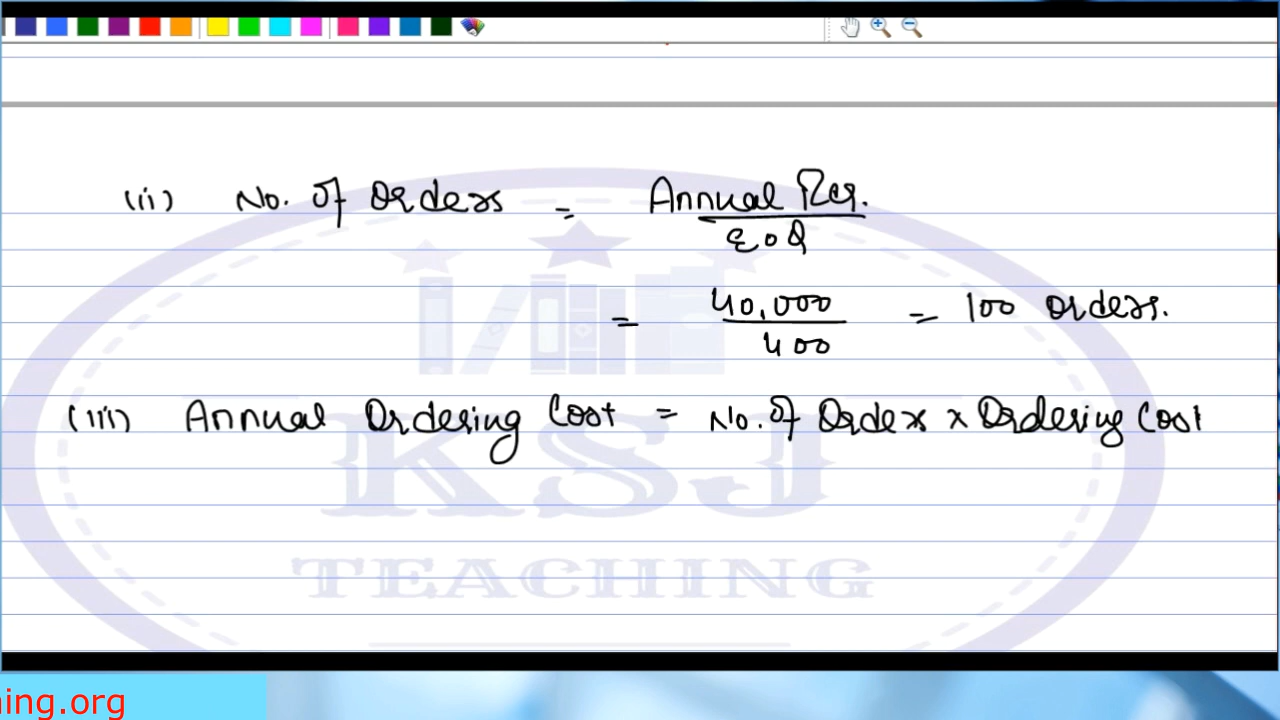 (ii) No. of Orders = Annual Req.
EOQ
= 40,000 = 100 orders.
400
(iii) Annual Ordering Cost = No. of Order x Ordering Cost
KSJ
TEACHING
ning.org